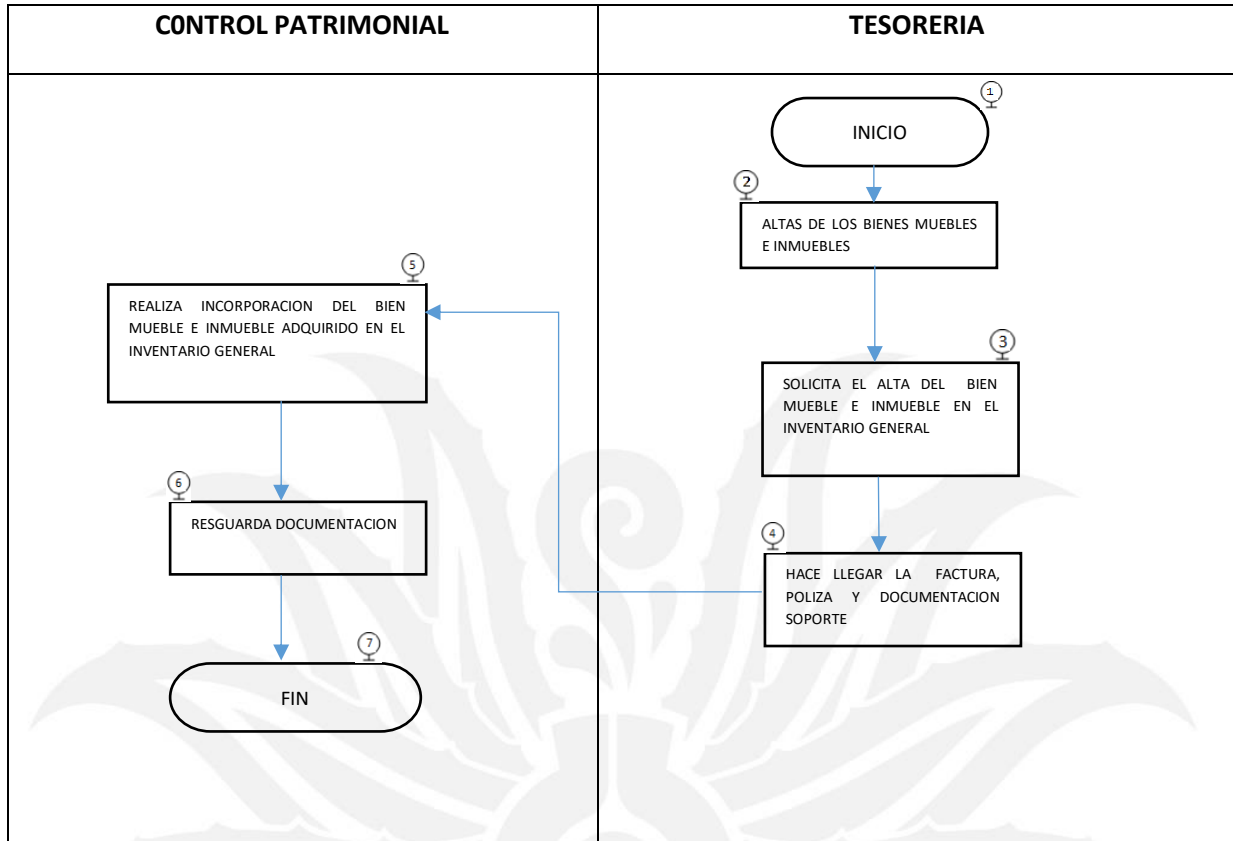 C0NTROL PATRIMONIAL
TESORERIA
1
INICIO
2
ALTAS DE LOS BIENES MUEBLES
E INMUEBLES
3
SOLICITA EL ALTA DEL BIEN
MUEBLE E INMUEBLE EN EL
INVENTARIO GENERAL
4
HACE LLEGAR LA FACTURA,
POLIZA Y DOCUMENTACION
SOPORTE
5
REALIZA INCORPORACION DEL BIEN
MUEBLE E INMUEBLE ADQUIRIDO EN EL
INVENTARIO GENERAL
6
RESGUARDA DOCUMENTACION
7
FIN